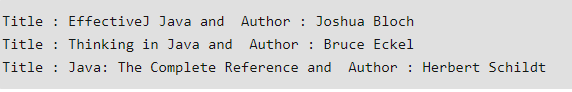 Title : EffectiveJ Java and  Author : Joshua Bloch
Title : Thinking in Java and  Author : Bruce Eckel
Title : Java: The Complete Reference and  Author : Herbert Schildt